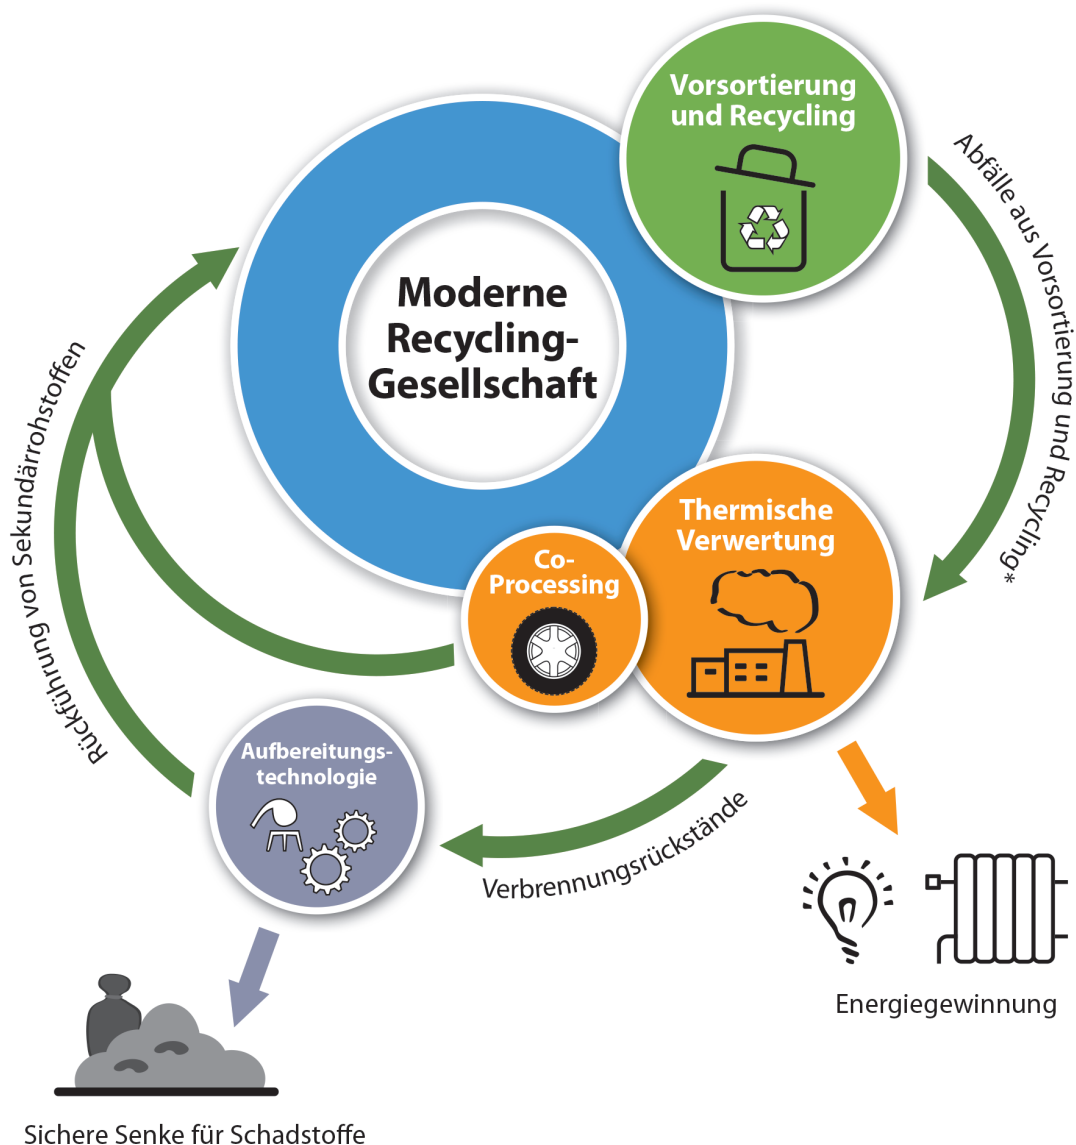 Vorsortierung
und Recycling
Abfälle aus Vorsortierung und Recycling*
Moderne
Recycling-
Gesellschaft
Rückführung von Sekundärrohstoffen
Thermische
Verwertung
Co-
Processing
Aufbereitungs-
technologie
Verbrennungsrückstände
Energiegewinnung
Sichere Senke für Schadstoffe